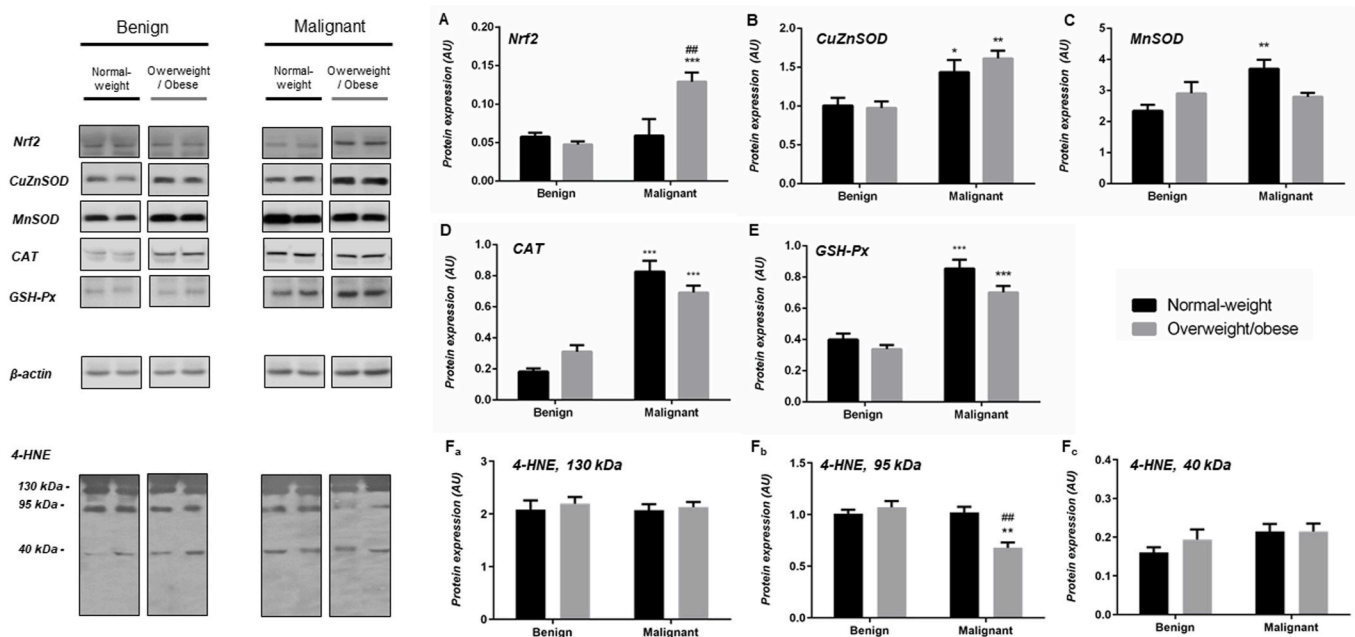 Benign
Malignant
Normal-
weight
Owerweight
/ Obese
Normal-
weight
Owerweight
/ Obese
Nrf2
CuZnSOD
MnSOD
CAT
GSH-Px
β-actin
4-HNE
130 kDa -
95 kDa -
40 kDa -
A
Nrf2
Protein expression (AU)
0.20
0.15
0.10
0.05
0.00
##
***
Benign
Malignant
B
CuZnSOD
Protein expression (AU)
2.0
1.5
1.0
0.5
0.0
*
**
Benign
Malignant
C
MnSOD
Protein expression (AU)
5
4
3
2
1
0
**
Benign
Malignant
D
CAT
Protein expression (AU)
1.0
0.8
0.6
0.4
0.2
0.0
***
***
Benign
Malignant
E
GSH-Px
Protein expression (AU)
1.0
0.8
0.6
0.4
0.2
0.0
***
***
Benign
Malignant
Normal-weight
Overweight/obese
Fa
4-HNE, 130 kDa
Protein expression (AU)
3
2
1
0
Benign
Malignant
Fb
4-HNE, 95 kDa
Protein expression (AU)
1.5
1.0
0.5
0.0
##
**
Benign
Malignant
Fc
4-HNE, 40 kDa
Protein expression (AU)
0.4
0.3
0.2
0.1
0.0
Benign
Malignant